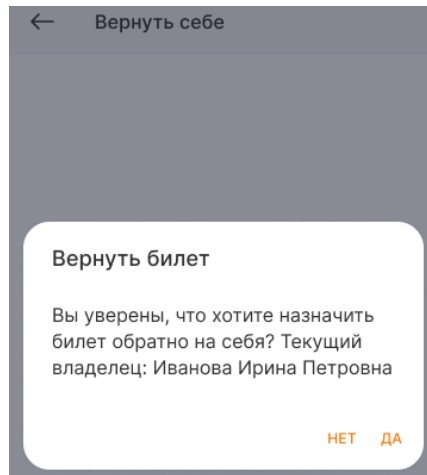 ← Вернуть себе
Вернуть билет
Вы уверены, что хотите назначить
билет обратно на себя? Текущий
владелец: Иванова Ирина Петровна
НЕТ ДА